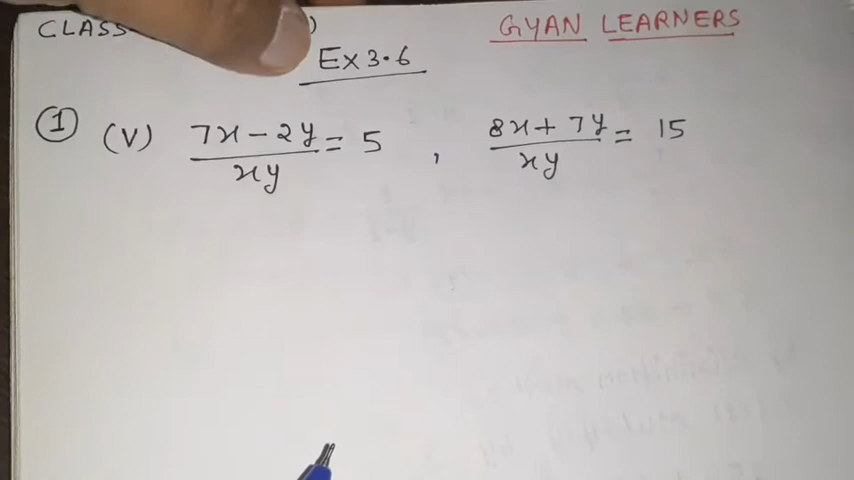 CLASS
GYAN LEARNERS
Ex 3.6
1 (V) 7x - 2y / xy = 5 , 8x + 7y / xy = 15